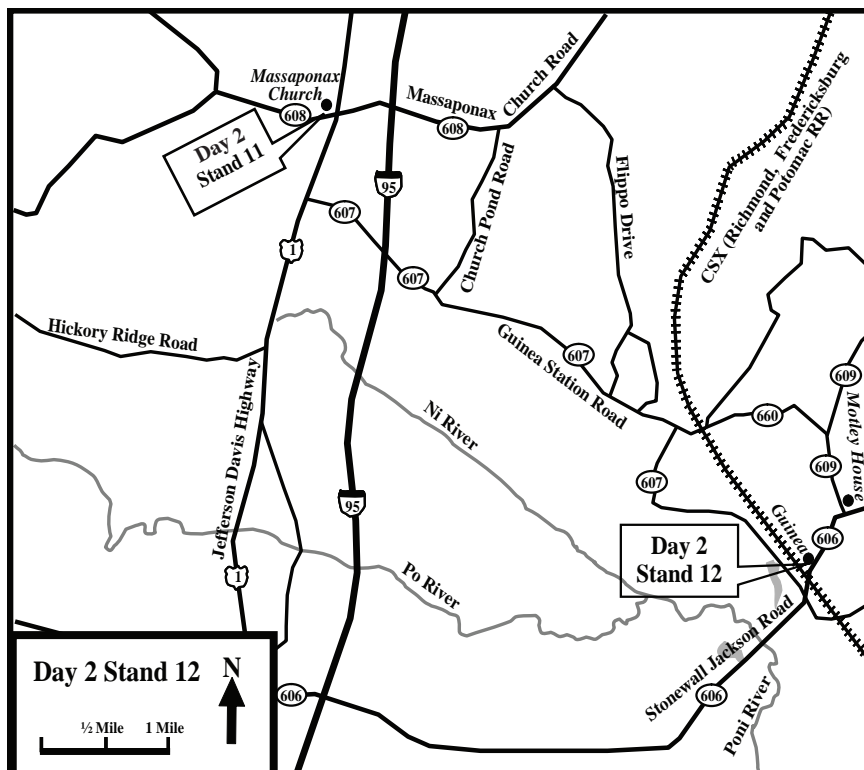 Massaponax
Church
608
Massaponax
608
Church Road
Day 2
Stand 11
95
607
1
607
Church Pond Road
Flippo Drive
CSX (Richmond, Fredericksburg
and Potomac RR)
Hickory Ridge Road
Jefferson Davis Highway
Ni River
607
Guinea Station Road
609
660
Motley House
609
607
95
Guinea
606
Day 2
Stand 12
1
Po River
Stonewall Jackson Road
606
606
Poni River
Day 2 Stand 12
N
½ Mile
1 Mile